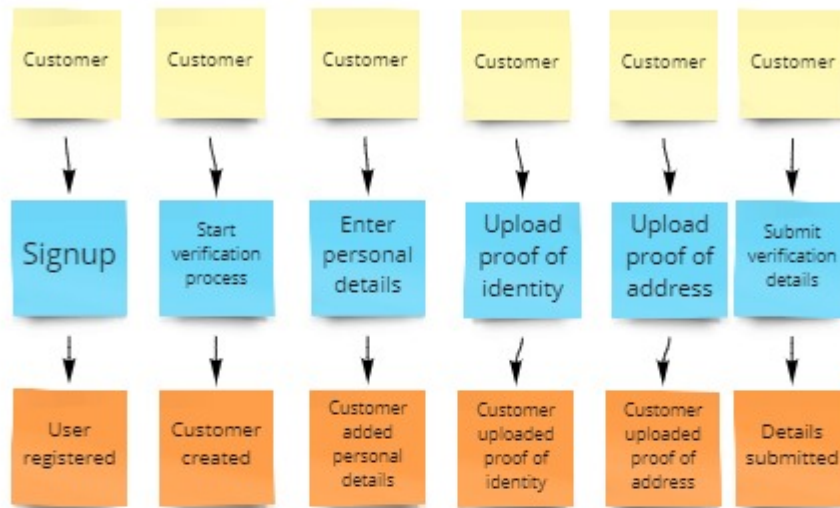 Customer
Customer
Customer
Customer
Customer
Customer
Signup
Start
verification
process
Enter
personal
details
Upload
proof of
identity
Upload
proof of
address
Submit
verification
details
User
registered
Customer
created
Customer
added
personal
details
Customer
uploaded
proof of
identity
Customer
uploaded
proof of
address
Details
submitted